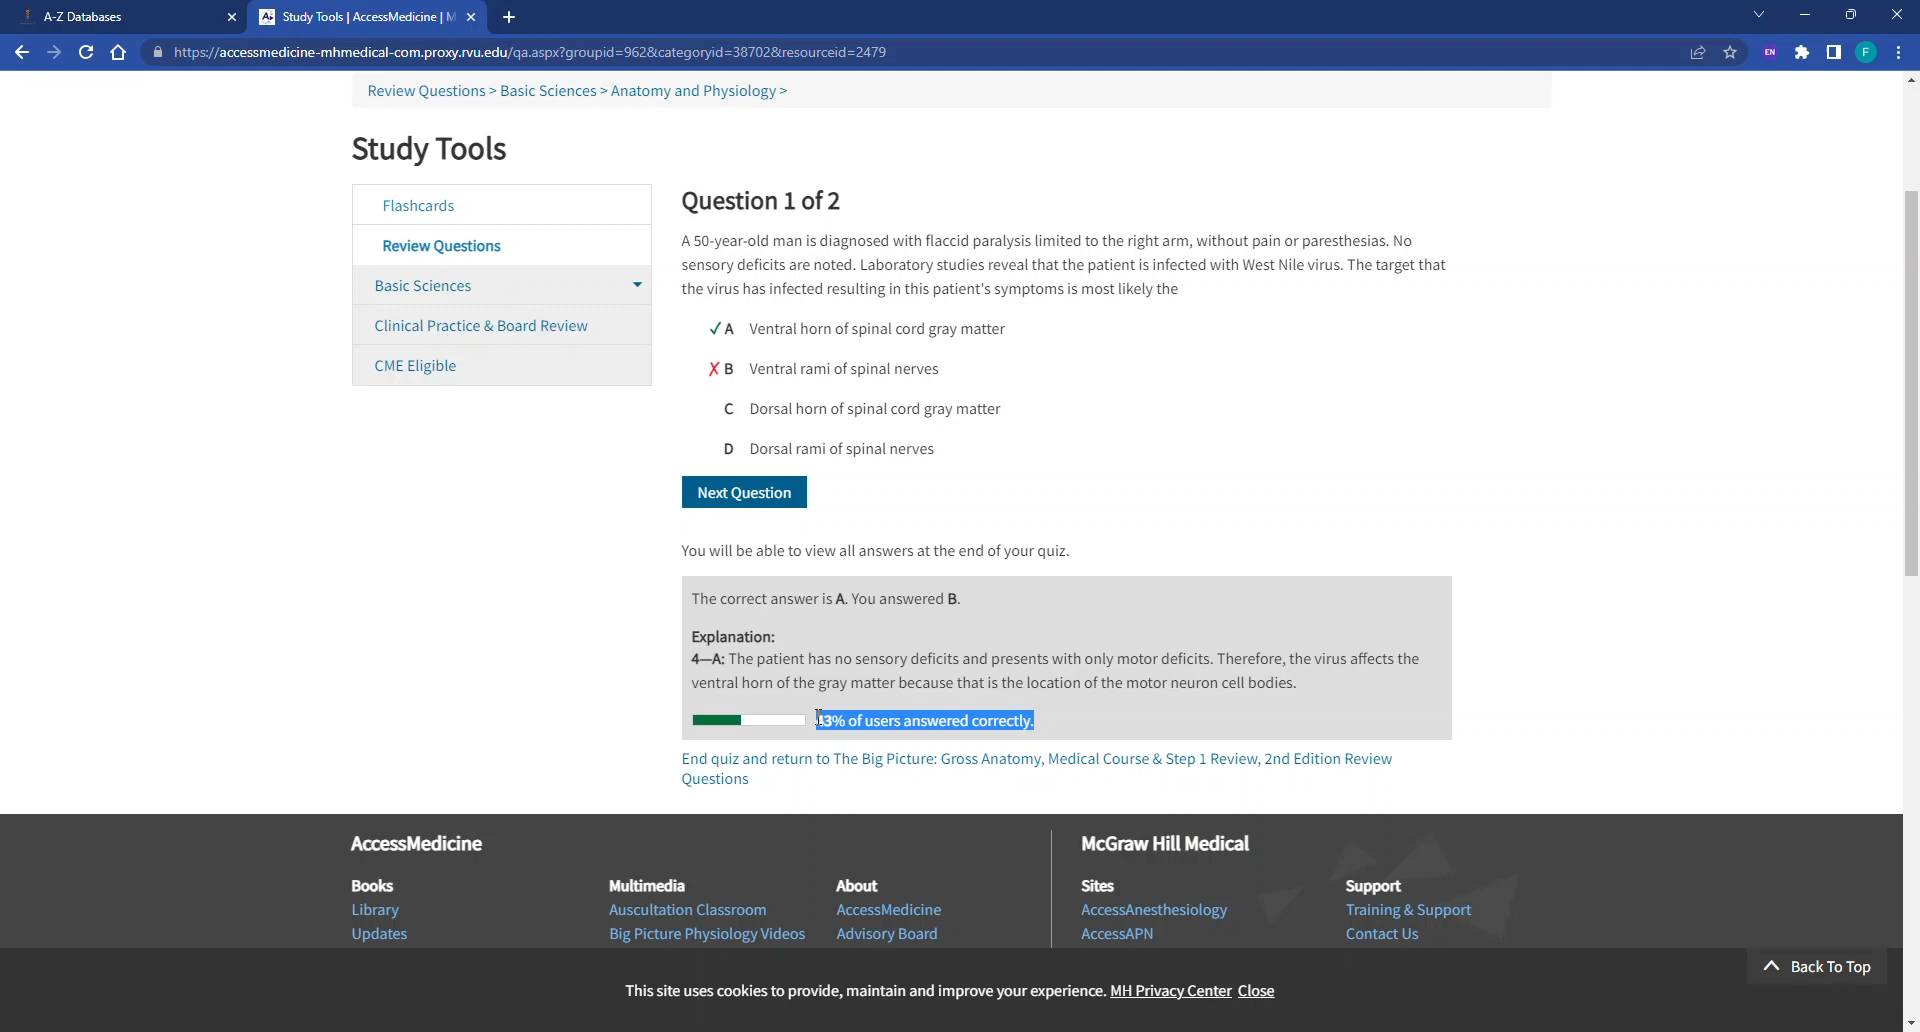 A-Z Databases
Study Tools | AccessMedicine | M
https://accessmedicine-mhmedical-com.proxy.rvu.edu/qa.aspx?groupid=962&categoryid=38702&resourceid=2479
EN
F
Review Questions > Basic Sciences > Anatomy and Physiology >
Study Tools
Flashcards
Review Questions
Basic Sciences
Clinical Practice & Board Review
CME Eligible
Question 1 of 2
A 50-year-old man is diagnosed with flaccid paralysis limited to the right arm, without pain or paresthesias. No
sensory deficits are noted. Laboratory studies reveal that the patient is infected with West Nile virus. The target that
the virus has infected resulting in this patient's symptoms is most likely the
✓ A Ventral horn of spinal cord gray matter
✗ B Ventral rami of spinal nerves
C Dorsal horn of spinal cord gray matter
D Dorsal rami of spinal nerves
Next Question
You will be able to view all answers at the end of your quiz.
The correct answer is A. You answered B.
Explanation:
4—A: The patient has no sensory deficits and presents with only motor deficits. Therefore, the virus affects the
ventral horn of the gray matter because that is the location of the motor neuron cell bodies.
% of users answered correctly.
End quiz and return to The Big Picture: Gross Anatomy, Medical Course & Step 1 Review, 2nd Edition Review
Questions
AccessMedicine
Books
Library
Updates
Multimedia
Auscultation Classroom
Big Picture Physiology Videos
About
AccessMedicine
Advisory Board
McGraw Hill Medical
Sites
AccessAnesthesiology
AccessAPN
Support
Training & Support
Contact Us
Back To Top
This site uses cookies to provide, maintain and improve your experience. MH Privacy Center Close